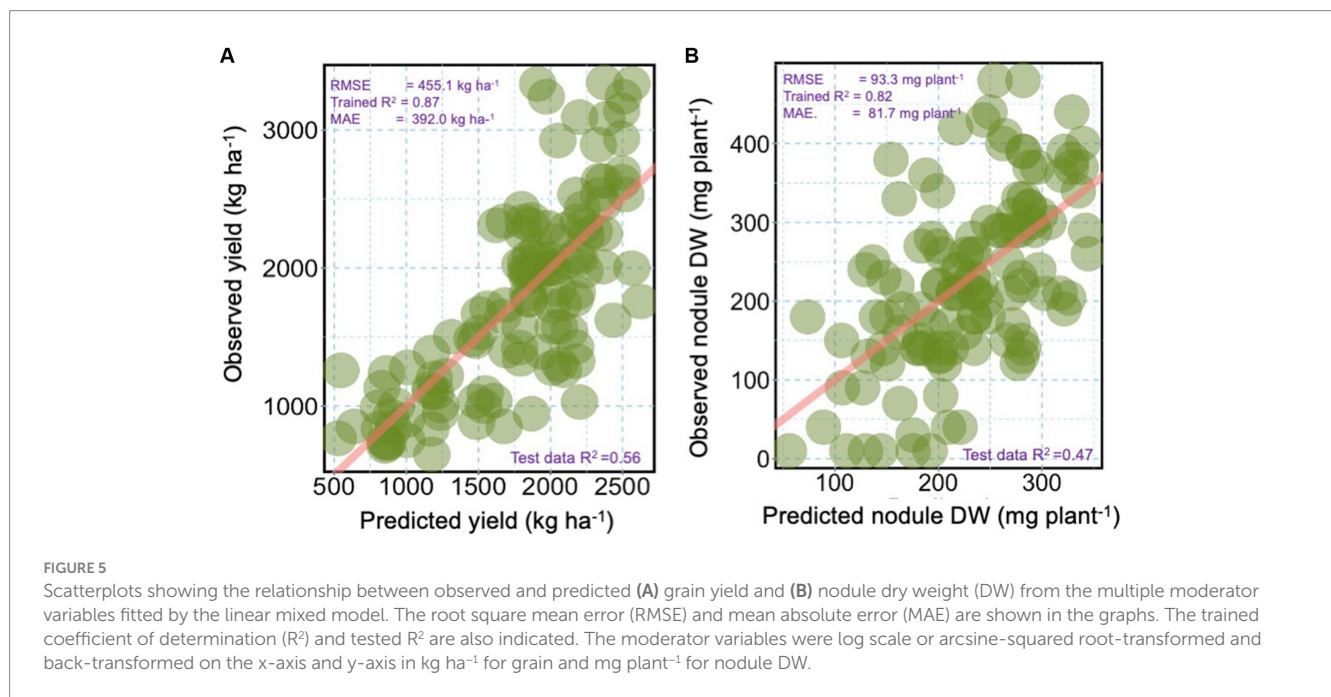 A
RMSE = 455.1 kg ha⁻¹
Trained R² = 0.87
MAE = 392.0 kg ha⁻¹
Observed yield (kg ha⁻¹)
3000
2000
1000
Test data R² =0.56
500 1000 1500 2000 2500
Predicted yield (kg ha⁻¹)
B
RMSE = 93.3 mg plant⁻¹
Trained R² = 0.82
MAE. = 81.7 mg plant⁻¹
Observed nodule DW (mg plant⁻¹)
400
300
200
100
0
Test data R² =0.47
100 200 300
Predicted nodule DW (mg plant⁻¹)
FIGURE 5
Scatterplots showing the relationship between observed and predicted (A) grain yield and (B) nodule dry weight (DW) from the multiple moderator
variables fitted by the linear mixed model. The root square mean error (RMSE) and mean absolute error (MAE) are shown in the graphs. The trained
coefficient of determination (R²) and tested R² are also indicated. The moderator variables were log scale or arcsine-squared root-transformed and
back-transformed on the x-axis and y-axis in kg ha⁻¹ for grain and mg plant⁻¹ for nodule DW.